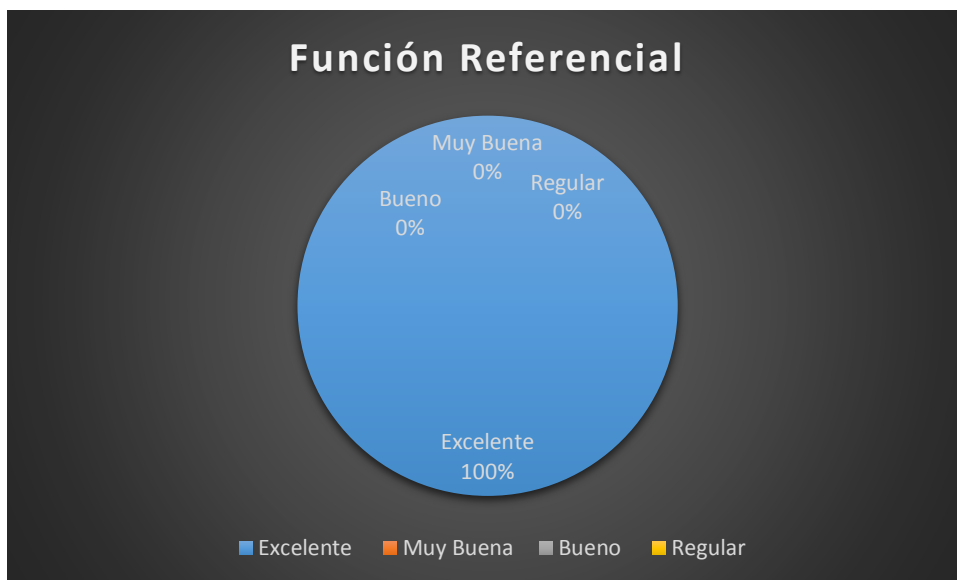 Función Referencial
Muy Buena
0%
Regular
0%
Bueno
0%
Excelente
100%
Excelente Muy Buena Bueno Regular